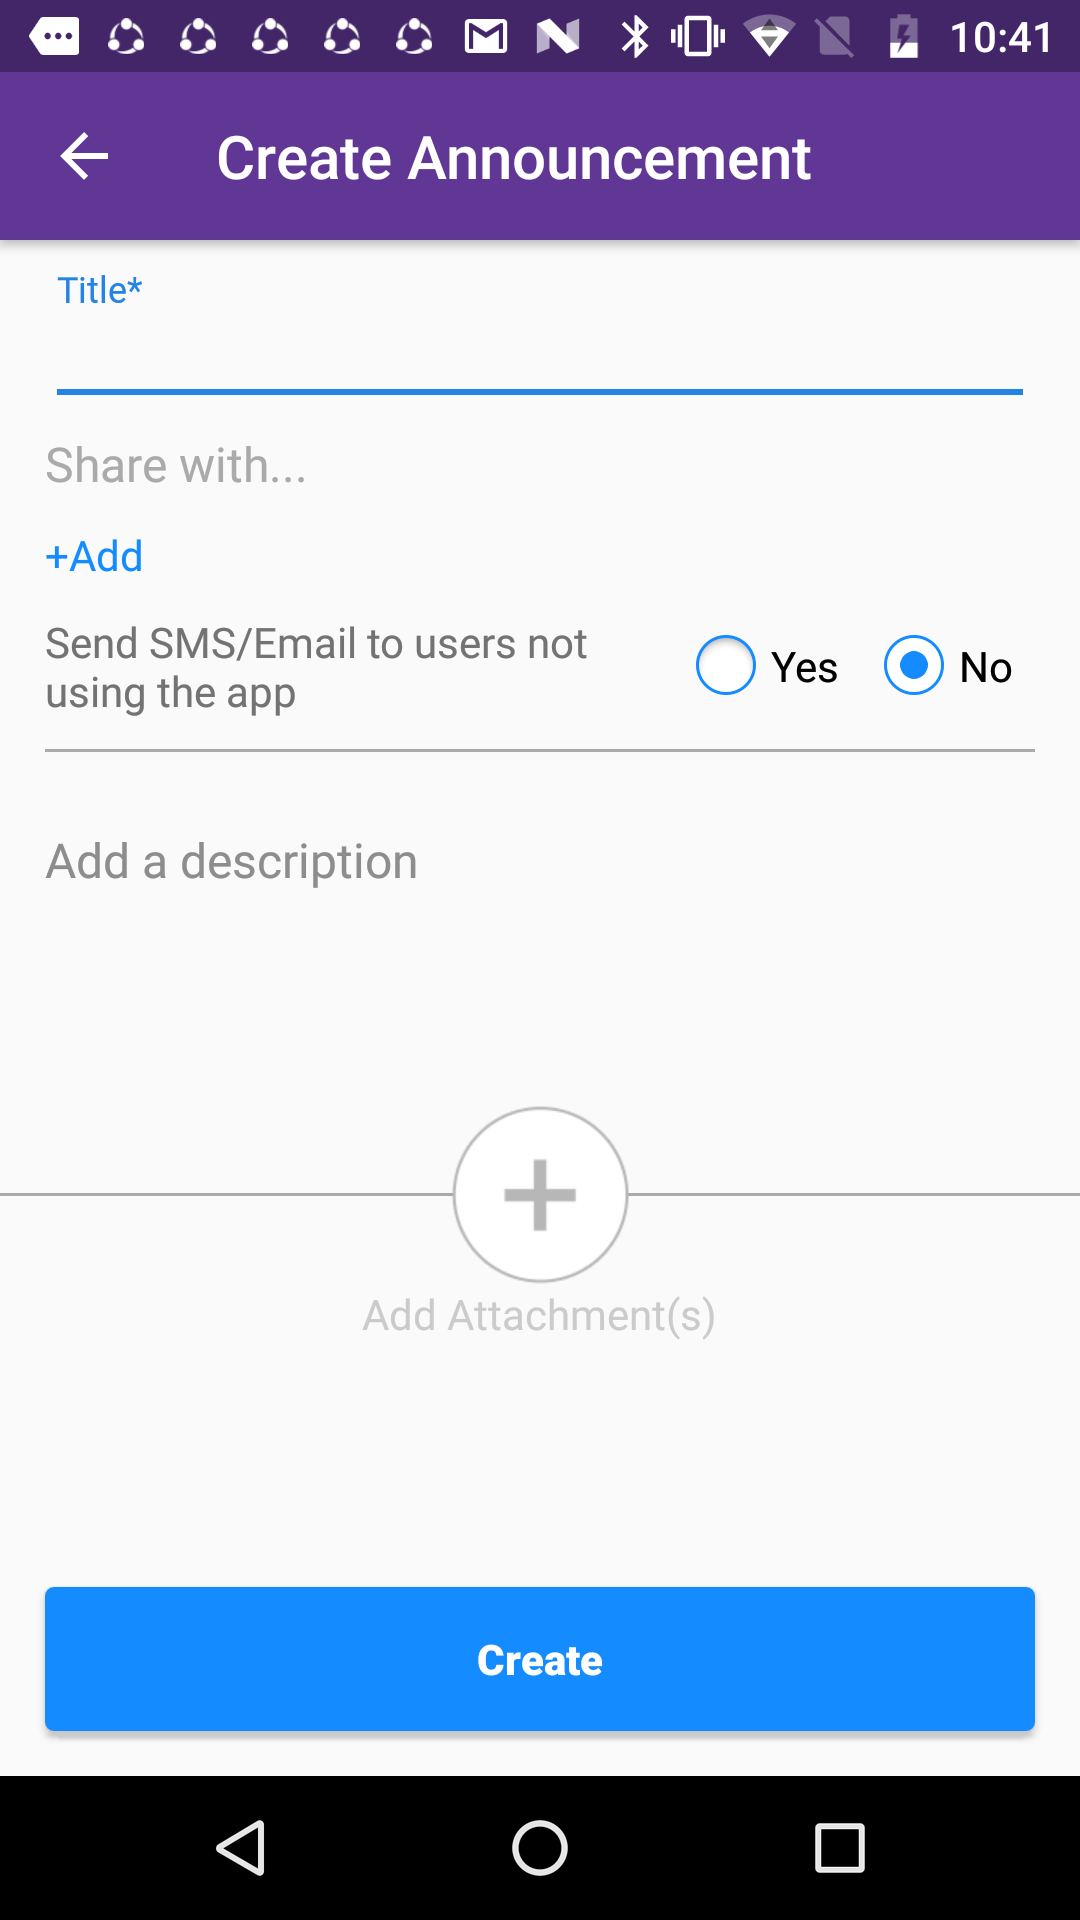 10:41
Create Announcement
Title*
Share with...
+Add
Send SMS/Email to users not
using the app
Yes
No
Add a description
Add Attachment(s)
Create